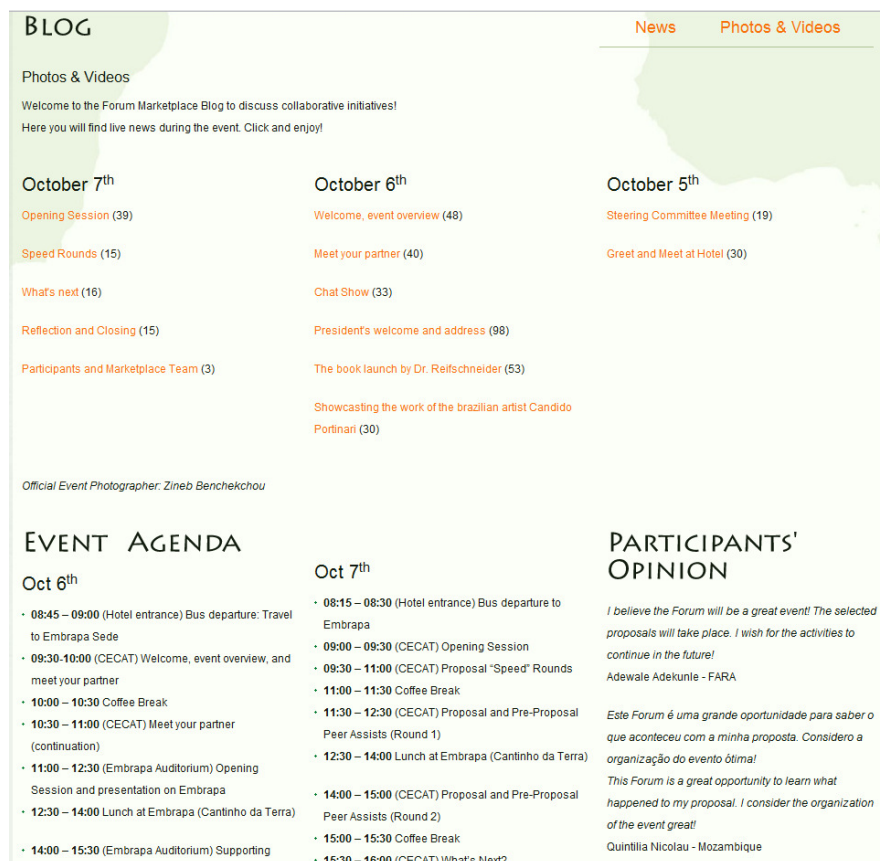 Blog
News Photos & Videos
Photos & Videos
Welcome to the Forum Marketplace Blog to discuss collaborative initiatives!
Here you will find live news during the event. Click and enjoy!
October 7th
Opening Session (39)
Speed Rounds (15)
What's next (16)
Reflection and Closing (15)
Participants and Marketplace Team (3)
October 6th
Welcome, event overview (48)
Meet your partner (40)
Chat Show (33)
President's welcome and address (98)
The book launch by Dr. Reifschneider (53)
Showcasting the work of the brazilian artist Candido
Portinari (30)
October 5th
Steering Committee Meeting (19)
Greet and Meet at Hotel (30)
Official Event Photographer: Zineb Benchekchou
Event Agenda
Oct 6th
• 08:45 – 09:00 (Hotel entrance) Bus departure: Travel
to Embrapa Sede
• 09:30-10:00 (CECAT) Welcome, event overview, and
meet your partner
• 10:00 – 10:30 Coffee Break
• 10:30 – 11:00 (CECAT) Meet your partner
(continuation)
• 11:00 – 12:30 (Embrapa Auditorium) Opening
Session and presentation on Embrapa
• 12:30 – 14:00 Lunch at Embrapa (Cantinho da Terra)
• 14:00 – 15:30 (Embrapa Auditorium) Supporting
Oct 7th
• 08:15 – 08:30 (Hotel entrance) Bus departure to
Embrapa
• 09:00 – 09:30 (CECAT) Opening Session
• 09:30 – 11:00 (CECAT) Proposal "Speed" Rounds
• 11:00 – 11:30 Coffee Break
• 11:30 – 12:30 (CECAT) Proposal and Pre-Proposal
Peer Assists (Round 1)
• 12:30 – 14:00 Lunch at Embrapa (Cantinho da Terra)
• 14:00 – 15:00 (CECAT) Proposal and Pre-Proposal
Peer Assists (Round 2)
• 15:00 – 15:30 Coffee Break
• 15:30 – 16:00 (CECAT) What's Next?
Participants'
Opinion
I believe the Forum will be a great event! The selected
proposals will take place. I wish for the activities to
continue in the future!
Adewale Adekunle - FARA
Este Forum é uma grande oportunidade para saber o
que aconteceu com a minha proposta. Considero a
organização do evento ótima!
This Forum is a great opportunity to learn what
happened to my proposal. I consider the organization
of the event great!
Quintilia Nicolau - Mozambique